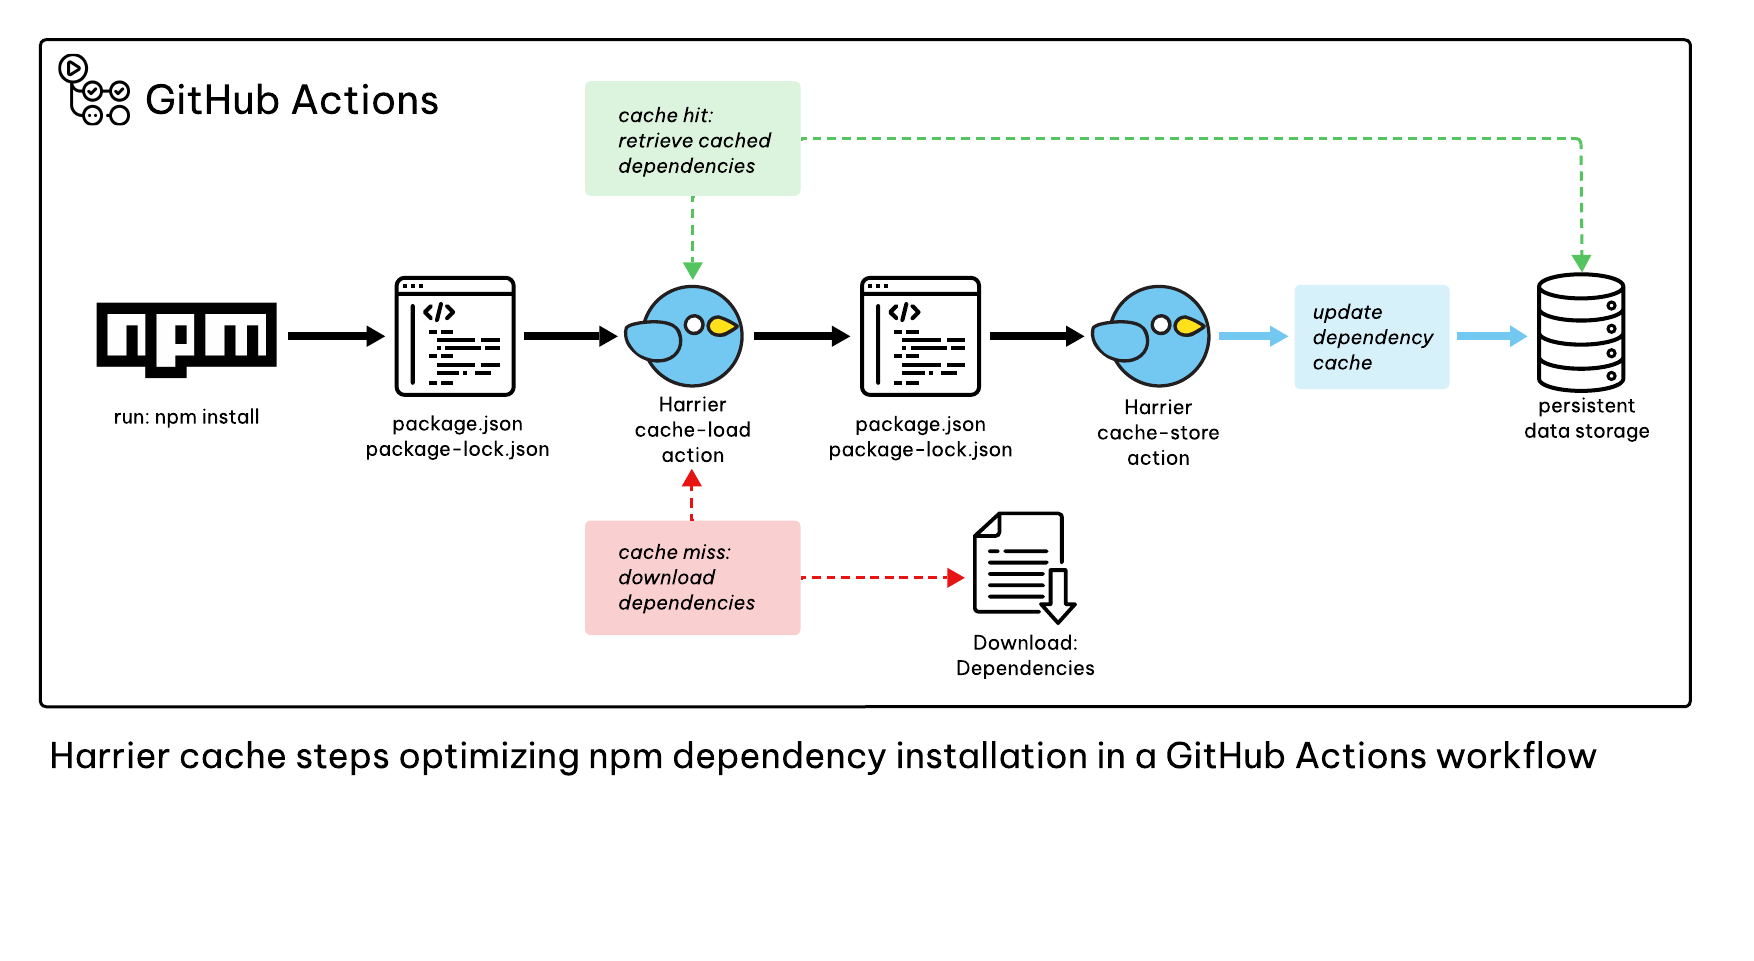 GitHub Actions
cache hit:
retrieve cached
dependencies
npm
run: npm install
package.json
package-lock.json
Harrier
cache-load
action
package.json
package-lock.json
Harrier
cache-store
action
update
dependency
cache
persistent
data storage
cache miss:
download
dependencies
Download:
Dependencies
Harrier cache steps optimizing npm dependency installation in a GitHub Actions workflow